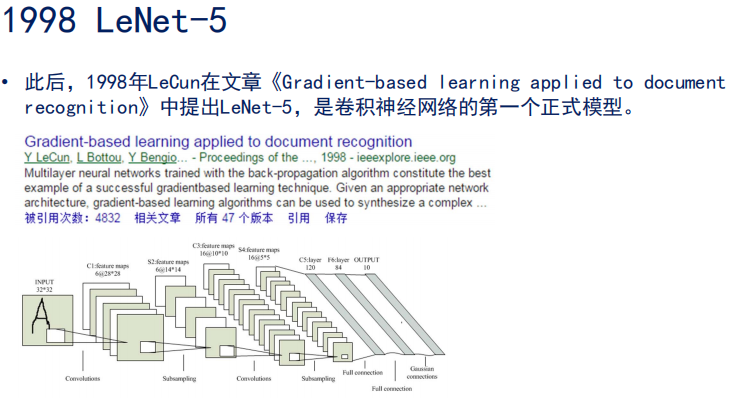 1998 LeNet-5
• 此后，1998年LeCun在文章《Gradient-based learning applied to document
recognition》中提出LeNet-5，是卷积神经网络的第一个正式模型。
Gradient-based learning applied to document recognition
Y LeCun, L Bottou, Y Bengio... - Proceedings of the ..., 1998 - ieeexplore.ieee.org
Multilayer neural networks trained with the back-propagation algorithm constitute the best
example of a successful gradientbased learning technique. Given an appropriate network
architecture, gradient-based learning algorithms can be used to synthesize a complex ...
被引用次数：4832 相关文章 所有 47 个版本 引用 保存
INPUT
32*32
A
C1:feature maps
6@28*28
S2:feature maps
6@14*14
C3:feature maps
16@10*10
S4:feature maps
16@5*5
C5:layer
120
F6:layer
84
OUTPUT
10
Convolutions
Subsampling
Convolutions
Subsampling
Full connection
Full connection
Gaussian
connections